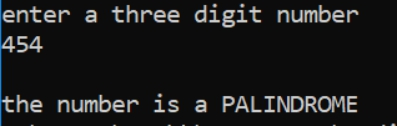 enter a three digit number
454
the number is a PALINDROME